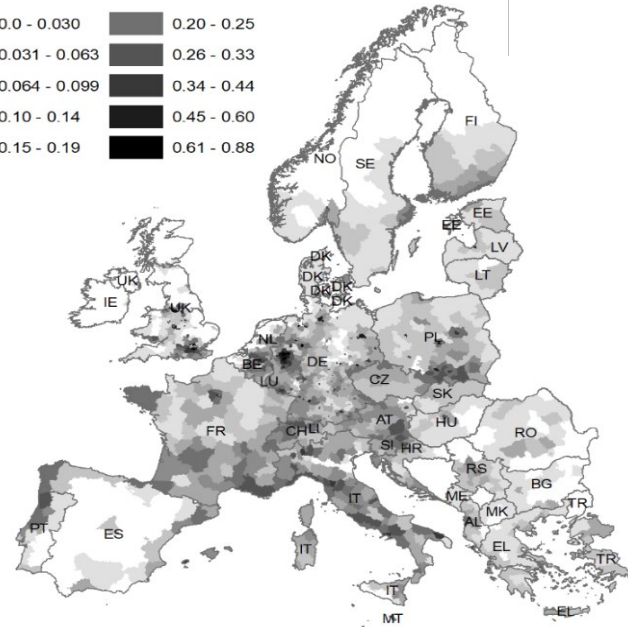 0.0 - 0.030 0.20 - 0.25
0.031 - 0.063 0.26 - 0.33
0.064 - 0.099 0.34 - 0.44
0.10 - 0.14 0.45 - 0.60
0.15 - 0.19 0.61 - 0.88
FI
NO SE
EE
EE
LV
LT
DK
DK
DK DK
DK
UK
IE
UK
NL
PL
BE DE
LU
CZ
SK
FR CH LI AT HU
SI HR RO
RS
IT BG
ME
MK TR
AL
PT ES
EL
IT TR
IT
EL
MT